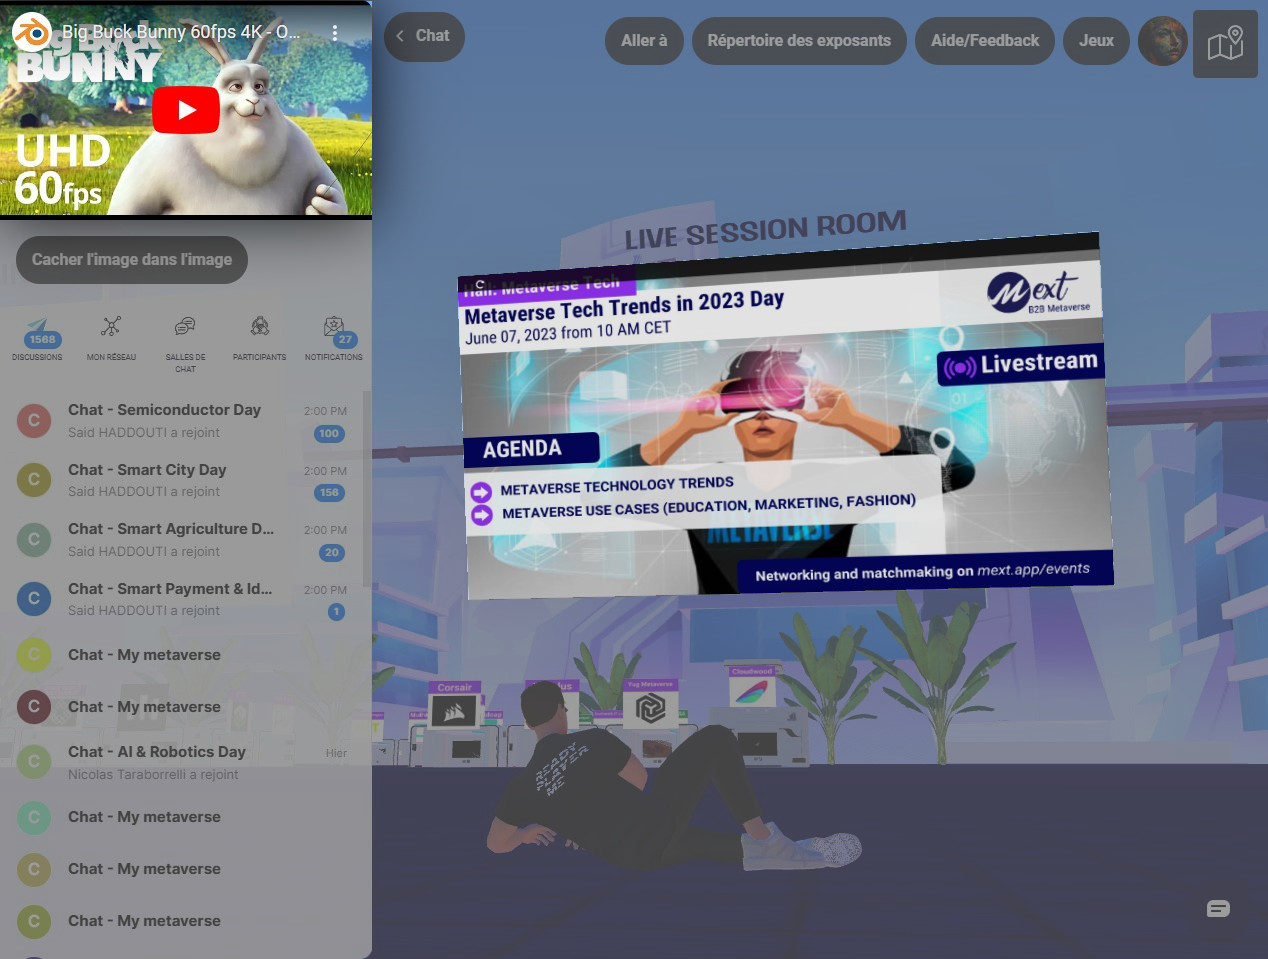 Big Buck Bunny 60fps 4K - O...
BUNNY
UHD
60fps
Cacher l'image dans l'image
1568
27
DISCUSSIONS
MON RÉSEAU
SALLES DE CHAT
PARTICIPANTS
NOTIFICATIONS
C
Chat - Semiconductor Day
2:00 PM
Said HADDOUTI a rejoint
100
C
Chat - Smart City Day
2:00 PM
Said HADDOUTI a rejoint
156
C
Chat - Smart Agriculture D...
2:00 PM
Said HADDOUTI a rejoint
20
C
Chat - Smart Payment & Id...
2:00 PM
Said HADDOUTI a rejoint
1
C
Chat - My metaverse
C
Chat - My metaverse
C
Chat - AI & Robotics Day
Hier
Nicolas Taraborrelli a rejoint
C
Chat - My metaverse
C
Chat - My metaverse
C
Chat - My metaverse
Chat
Aller à
Répertoire des exposants
Aide/Feedback
Jeux
LIVE SESSION ROOM
C
Hall: Metaverse Tech
Metaverse Tech Trends in 2023 Day
June 07, 2023 from 10 AM CET
Mext
B2B Metaverse
Livestream
AGENDA
METAVERSE TECHNOLOGY TRENDS
METAVERSE USE CASES (EDUCATION, MARKETING, FASHION)
METAVERSE
Networking and matchmaking on mext.app/events
Corsair
Yug Metaverse
Cloudwood
READY
PLAYER
ME